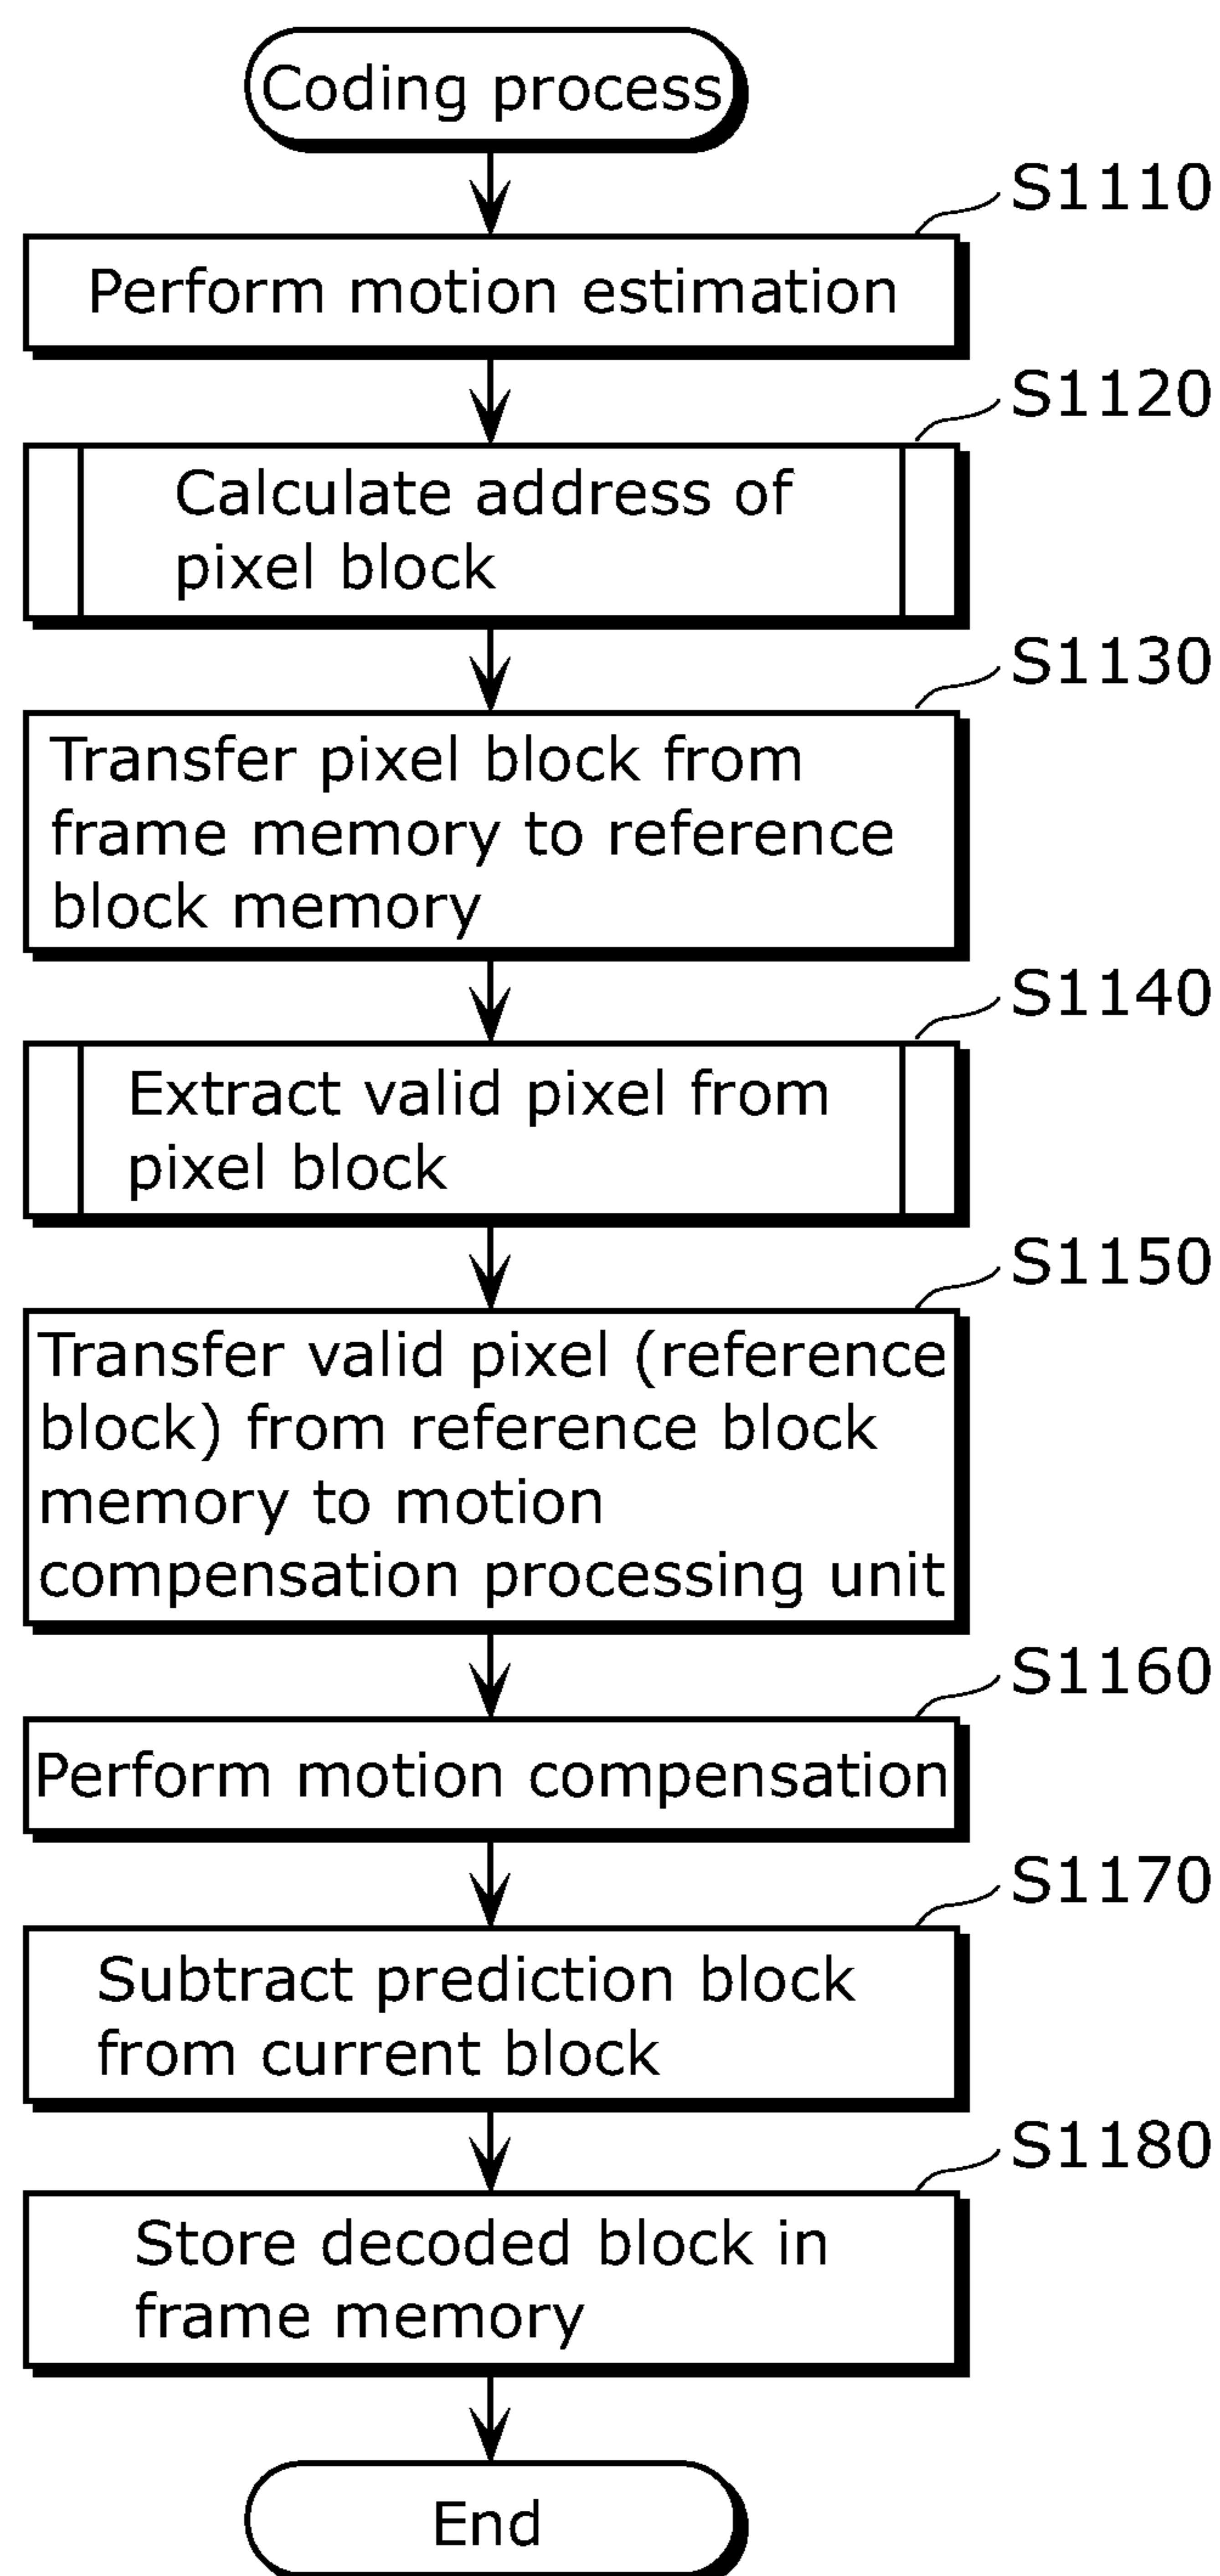 Coding process
S1110
Perform motion estimation
S1120
Calculate address of
pixel block
S1130
Transfer pixel block from
frame memory to reference
block memory
S1140
Extract valid pixel from
pixel block
S1150
Transfer valid pixel (reference
block) from reference block
memory to motion
compensation processing unit
S1160
Perform motion compensation
S1170
Subtract prediction block
from current block
S1180
Store decoded block in
frame memory
End